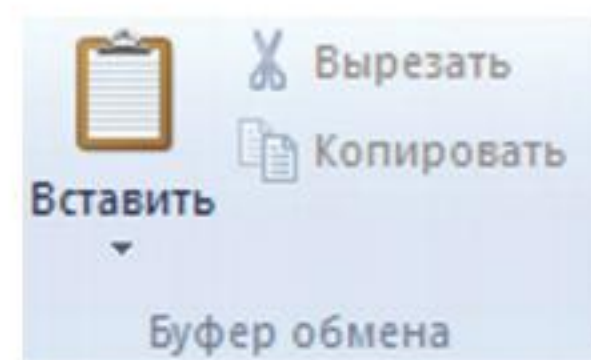 Вырезать
Копировать
Вставить
Буфер обмена